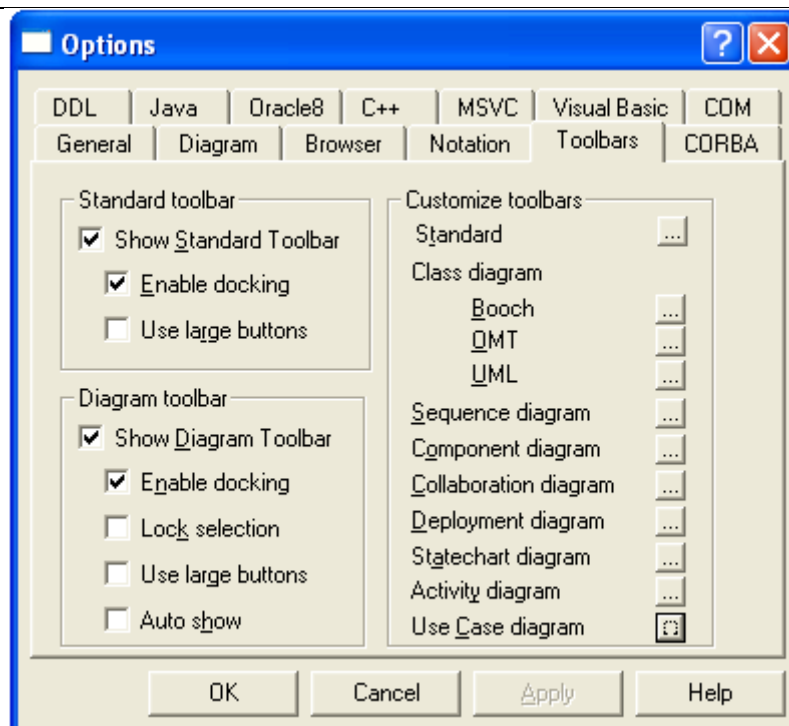 Options
DDL Java Oracle8 C++ MSVC Visual Basic COM
General Diagram Browser Notation Toolbars CORBA
Standard toolbar
Show Standard Toolbar
Enable docking
Use large buttons
Diagram toolbar
Show Diagram Toolbar
Enable docking
Lock selection
Use large buttons
Auto show
Customize toolbars
Standard ...
Class diagram
Booch ...
OMT ...
UML ...
Sequence diagram ...
Component diagram ...
Collaboration diagram ...
Deployment diagram ...
Statechart diagram ...
Activity diagram ...
Use Case diagram
OK Cancel Apply Help